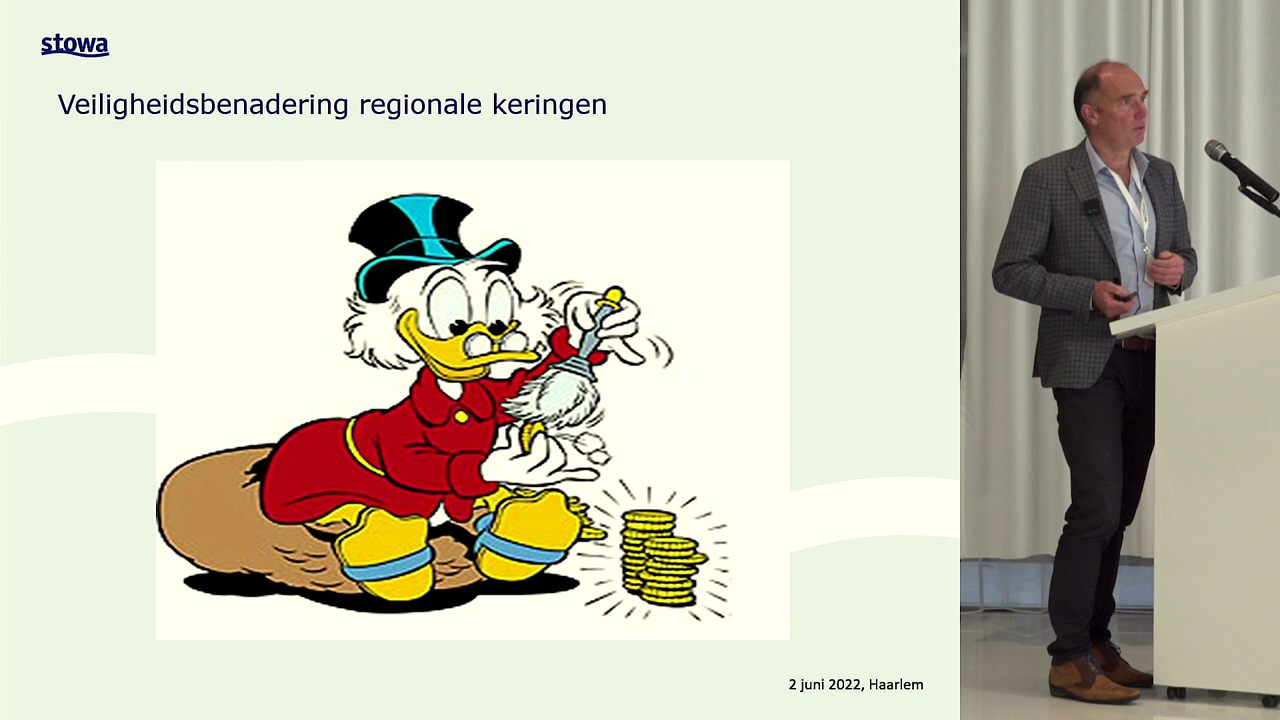 stowa
Veiligheidsbenadering regionale keringen
2 juni 2022, Haarlem